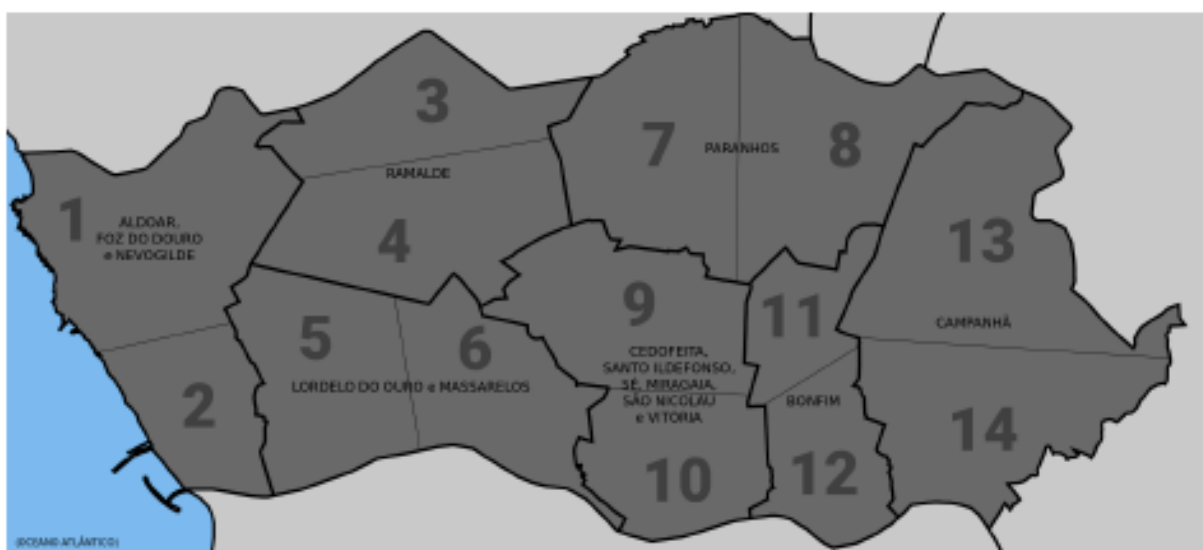 3
7
PARANHOS
8
RAMALDE
1
ALDOAR,
FOZ DO DOURO
e NEVOGILDE
4
13
9
11
5
6
CAMPANHÃ
CEDOFEITA,
SANTO ILDEFONSO,
SÉ, MIRAGAIA,
SÃO NICOLAU
e VITÓRIA
LORDELO DO OURO e MASSARELOS
2
BONFIM
14
10
12
(OCEANO ATLÂNTICO)